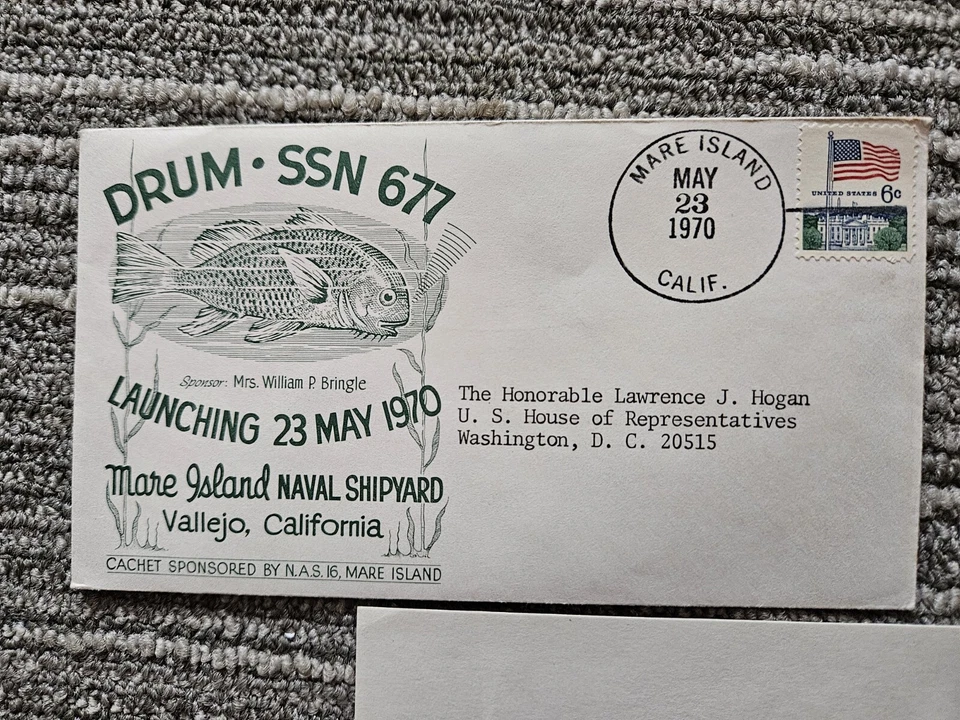 DRUM · SSN 677
Sponsor: Mrs. William P. Bringle
LAUNCHING 23 MAY 1970
Mare Island NAVAL SHIPYARD
Vallejo, California
CACHET SPONSORED BY N.A.S. 16, MARE ISLAND
MARE ISLAND
MAY
23
1970
CALIF.
UNITED STATES 6c
The Honorable Lawrence J. Hogan
U. S. House of Representatives
Washington, D. C. 20515